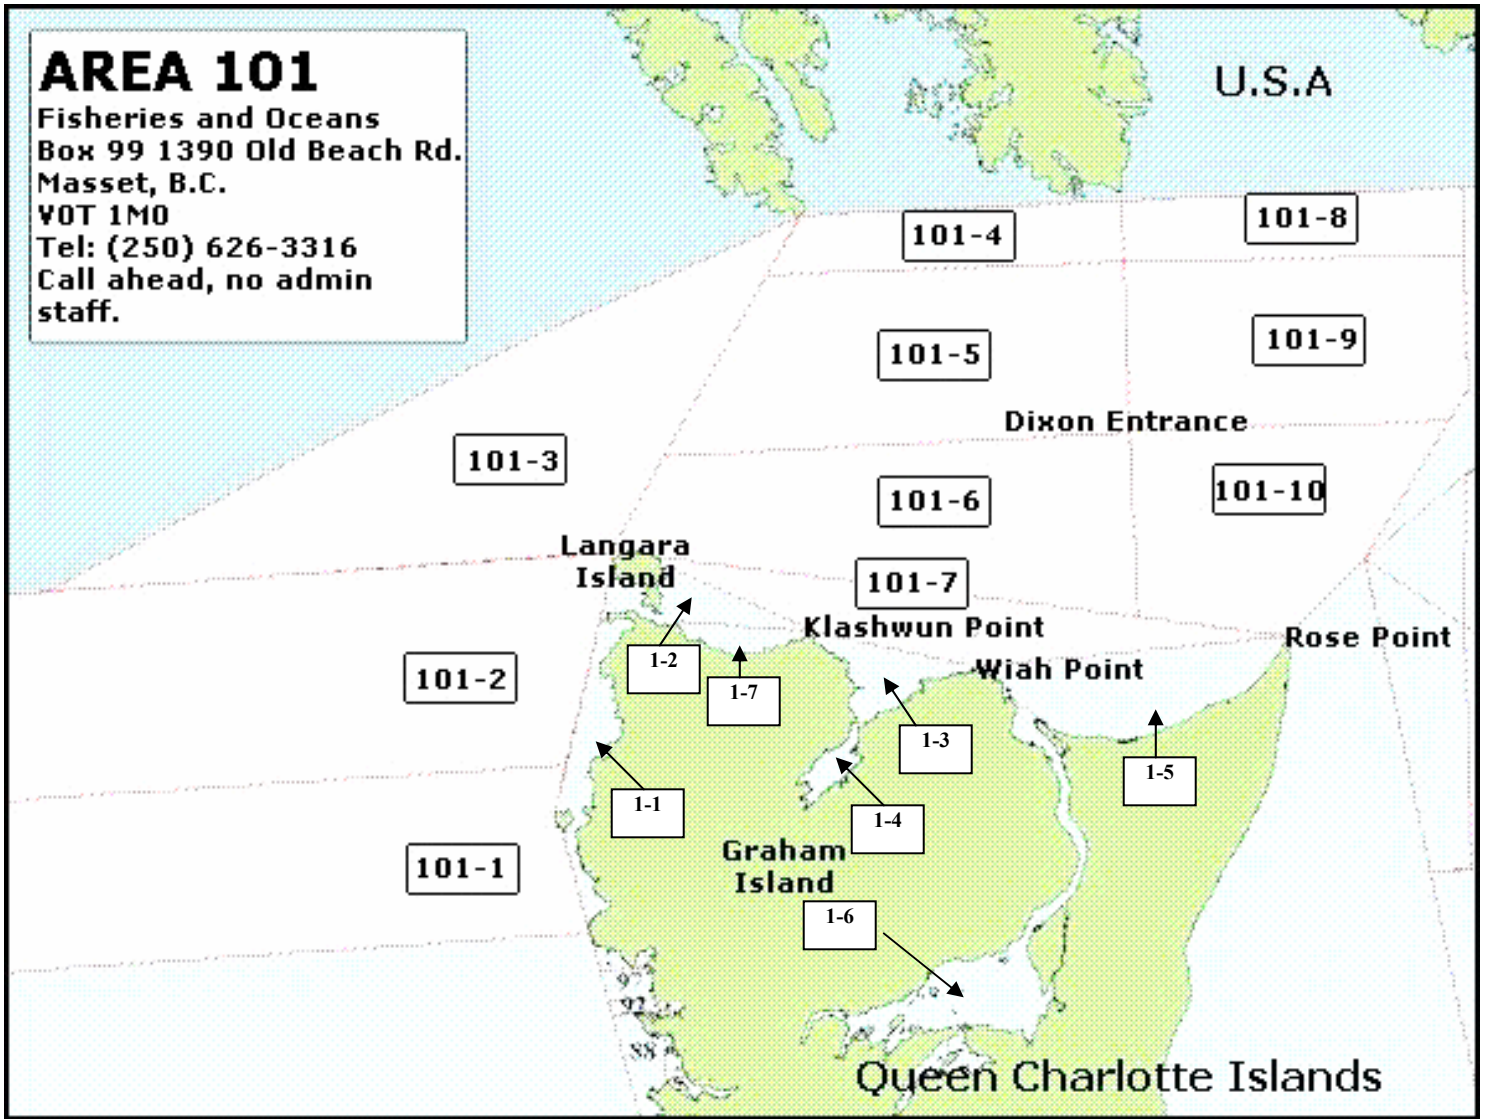 AREA 101
Fisheries and Oceans
Box 99 1390 Old Beach Rd.
Masset, B.C.
V0T 1M0
Tel: (250) 626-3316
Call ahead, no admin
staff.
U.S.A
101-8
101-4
101-9
101-5
Dixon Entrance
101-3
101-10
101-6
Langara
Island
101-7
Klashwun Point
Rose Point
1-2
Wiah Point
101-2
1-7
1-3
1-5
1-1
1-4
Graham
Island
101-1
1-6
92
88
Queen Charlotte Islands